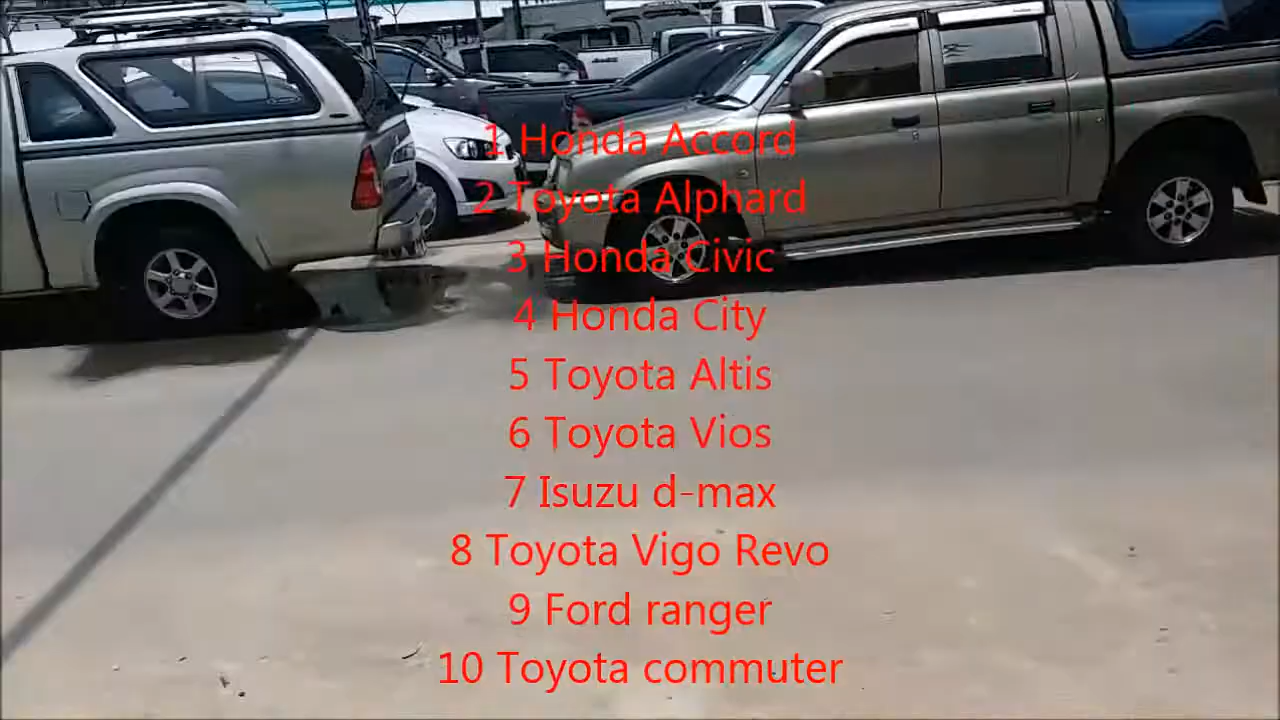 1 Honda Accord
2 Toyota Alphard
3 Honda Civic
4 Honda City
5 Toyota Altis
6 Toyota Vios
7 Isuzu d-max
8 Toyota Vigo Revo
9 Ford ranger
10 Toyota commuter